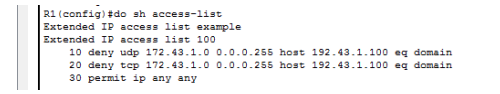 R1(config)#do sh access-list
Extended IP access list example
Extended IP access list 100
10 deny udp 172.43.1.0 0.0.0.255 host 192.43.1.100 eq domain
20 deny tcp 172.43.1.0 0.0.0.255 host 192.43.1.100 eq domain
30 permit ip any any